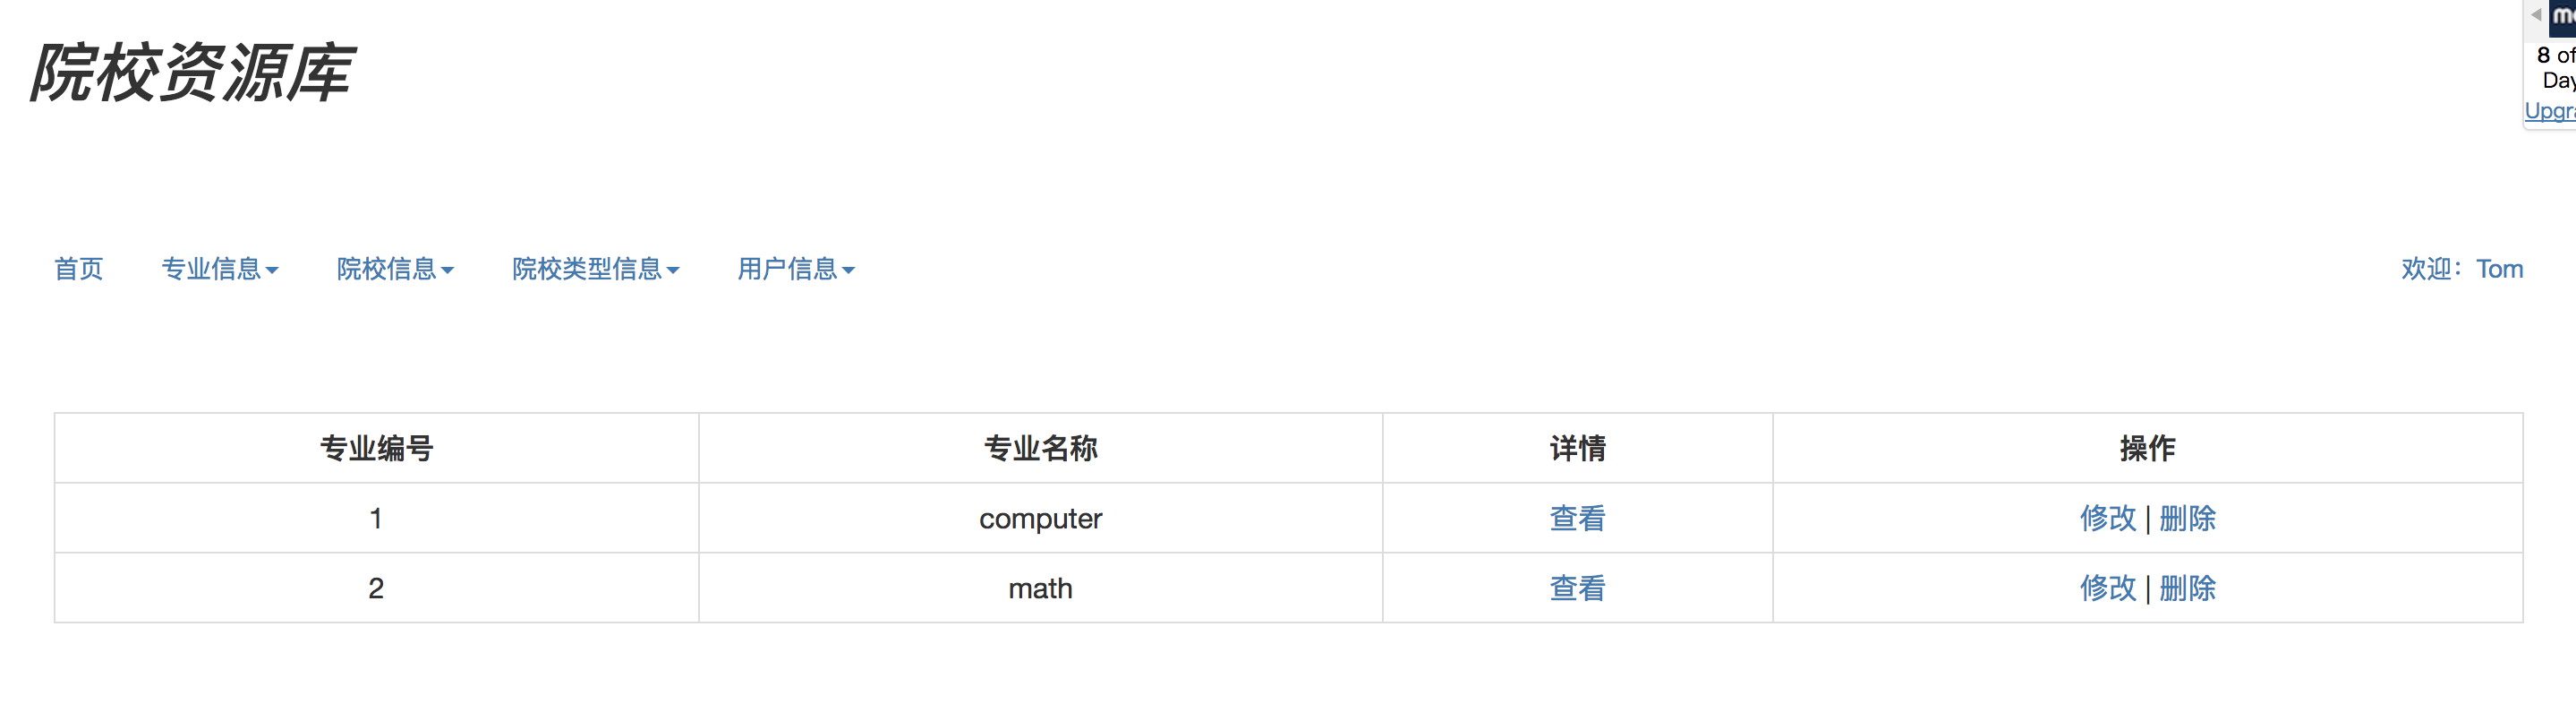 院校资源库
8 of
Day
首页 专业信息 院校信息 院校类型信息 用户信息 欢迎：Tom
专业编号 专业名称 详情 操作
1 computer 查看 修改 | 删除
2 math 查看 修改 | 删除